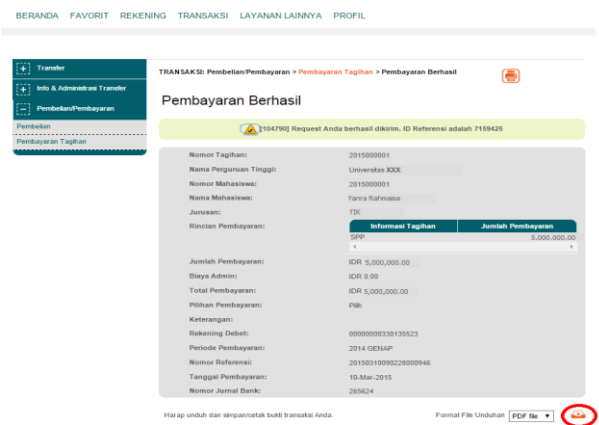 BERANDA FAVORIT REKENING TRANSAKSI LAYANAN LAINNYA PROFIL
Transfer
Info & Administrasi Transfer
Pembelian/Pembayaran
Pembelian
Pembayaran Tagihan
TRANSAKSI: Pembelian/Pembayaran > Pembayaran Tagihan > Pembayaran Berhasil
Pembayaran Berhasil
[104790] Request Anda berhasil dikirim. ID Referensi adalah 7159425
Nomor Tagihan: 2015000001
Nama Perguruan Tinggi: Universitas XXX
Nomor Mahasiswa: 2015000001
Nama Mahasiswa: Yanra Rahmaisa
Jurusan: TIK
Rincian Pembayaran: Informasi Tagihan Jumlah Pembayaran
SPP 5.000.000.00
Jumlah Pembayaran: IDR 5,000,000.00
Biaya Admin: IDR 0.00
Total Pembayaran: IDR 5,000,000.00
Pilihan Pembayaran: Pilih
Keterangan:
Rekening Debet: 00000000330135523
Periode Pembayaran: 2014 GENAP
Nomor Referensi: 20150310090228000946
Tanggal Pembayaran: 10-Mar-2015
Nomor Jurnal Bank: 265624
Harap unduh dan simpan/cetak bukti transaksi Anda. Format File Unduhan PDF file